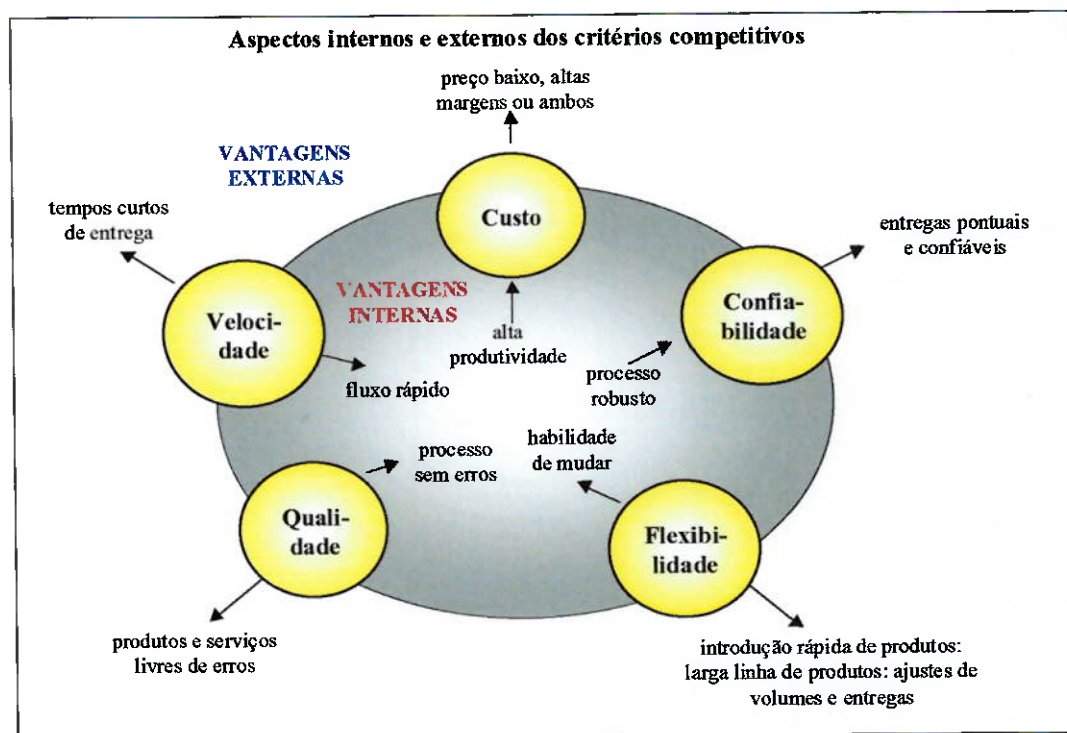 Aspectos internos e externos dos critérios competitivos
preço baixo, altas
margens ou ambos
VANTAGENS
EXTERNAS
Custo
tempos curtos
de entrega
entregas pontuais
e confiáveis
Veloci-
dade
VANTAGENS
INTERNAS
Confia-
bilidade
alta
produtividade
fluxo rápido
processo
robusto
processo
sem erros
habilidade
de mudar
Quali-
dade
Flexibi-
lidade
produtos e serviços
livres de erros
introdução rápida de produtos:
larga linha de produtos: ajustes de
volumes e entregas